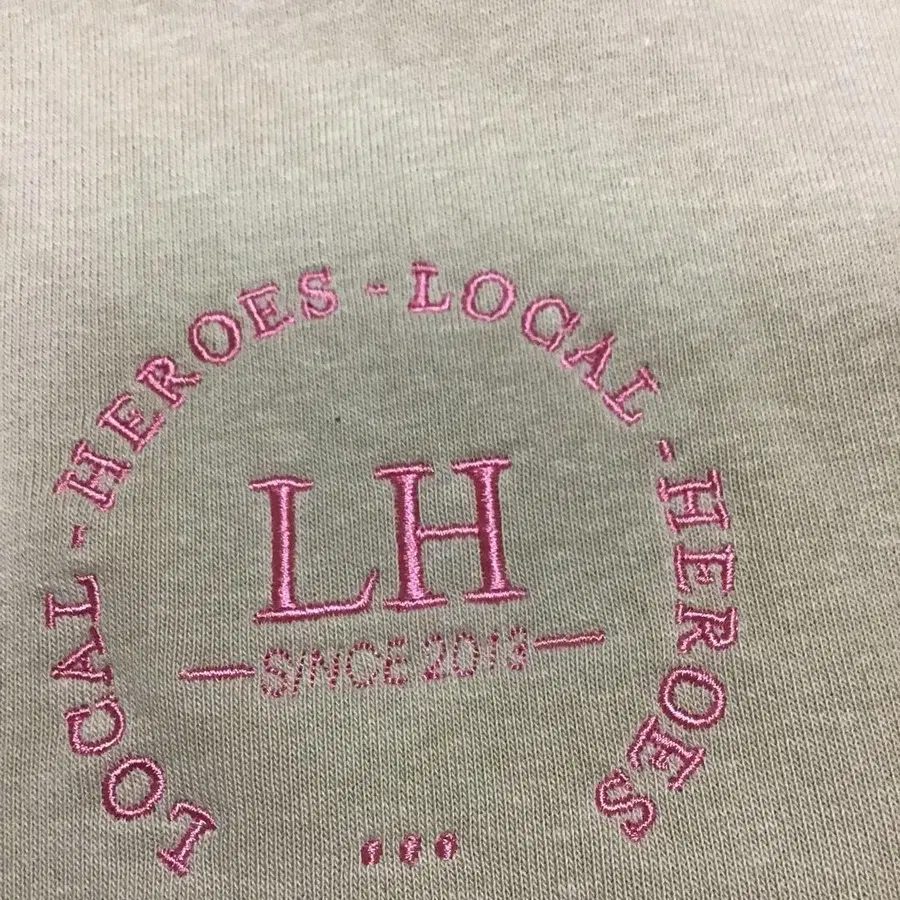 LOCAL - HEROES - LOCAL - HEROES
LH
SINCE 2013
...